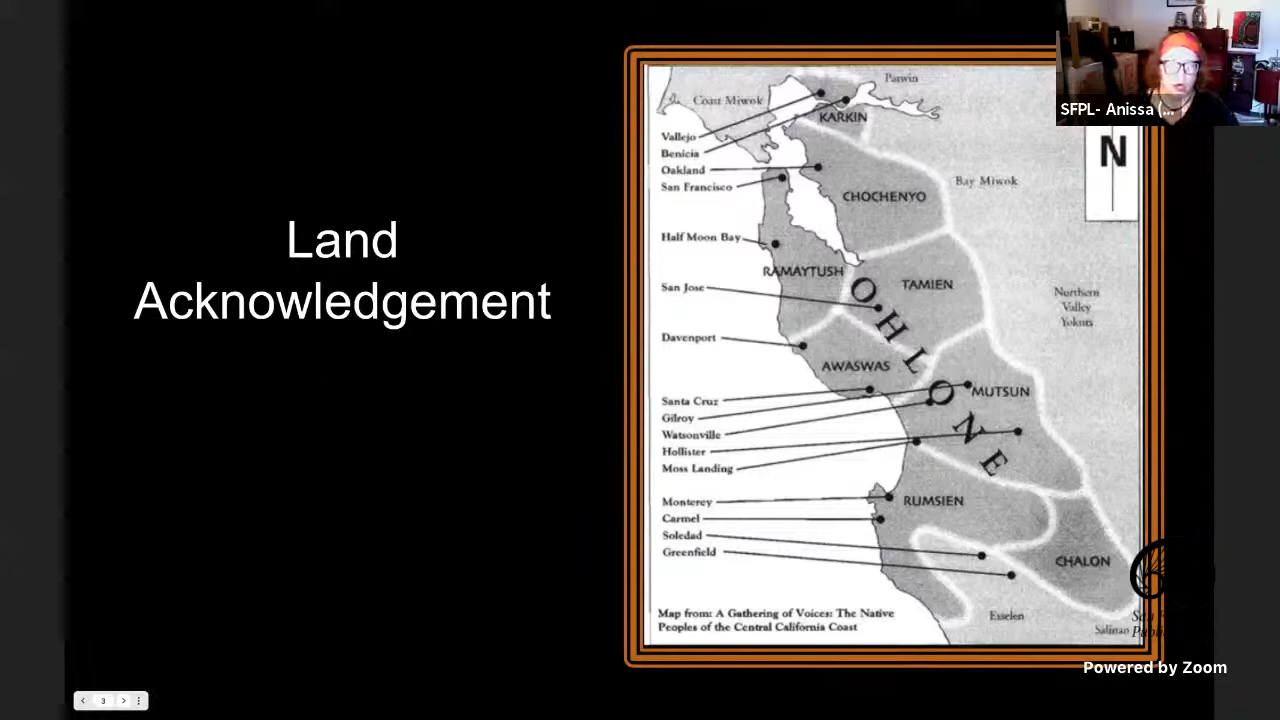 Land
Acknowledgement
SFPL- Anissa (...
N
Patwin
Coast Miwok
KARKIN
Vallejo
Benicia
Oakland
San Francisco
Bay Miwok
CHOCHENYO
Half Moon Bay
RAMAYTUSH
TAMIEN
San Jose
Northern
Valley
Yokuts
OHLONE
Davenport
AWASWAS
MUTSUN
Santa Cruz
Gilroy
Watsonville
Hollister
Moss Landing
Monterey
RUMSIEN
Carmel
Soledad
Greenfield
CHALON
Esselen
Salinan
Map from: A Gathering of Voices: The Native
Peoples of the Central California Coast
Powered by Zoom
3